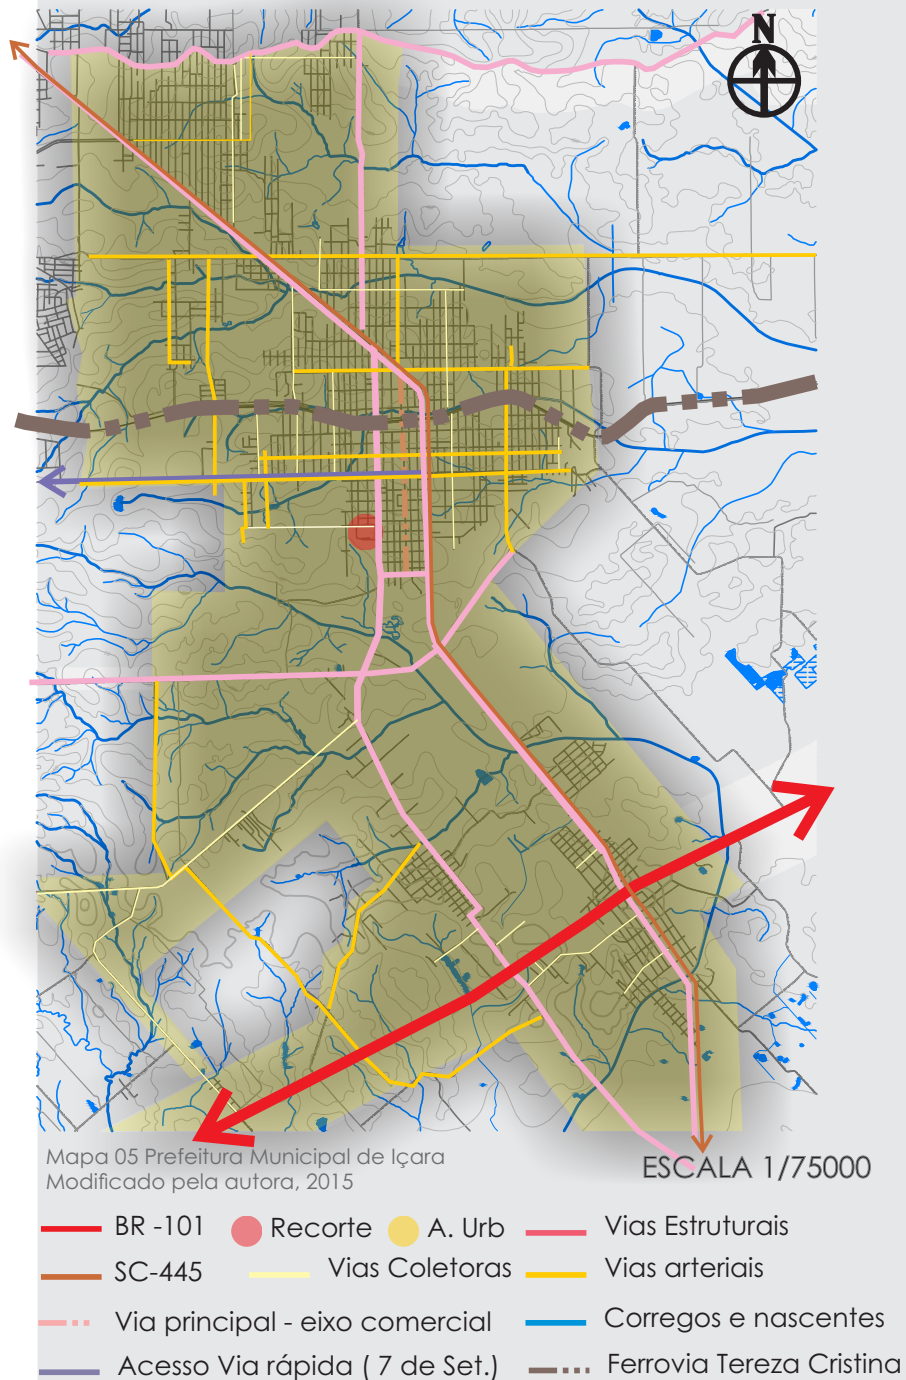 N
Mapa 05 Prefeitura Municipal de Içara
Modificado pela autora, 2015
ESCALA 1/75000
BR -101
Recorte
A. Urb
Vias Estruturais
SC-445
Vias Coletoras
Vias arteriais
Via principal - eixo comercial
Corregos e nascentes
Acesso Via rápida ( 7 de Set.)
Ferrovia Tereza Cristina